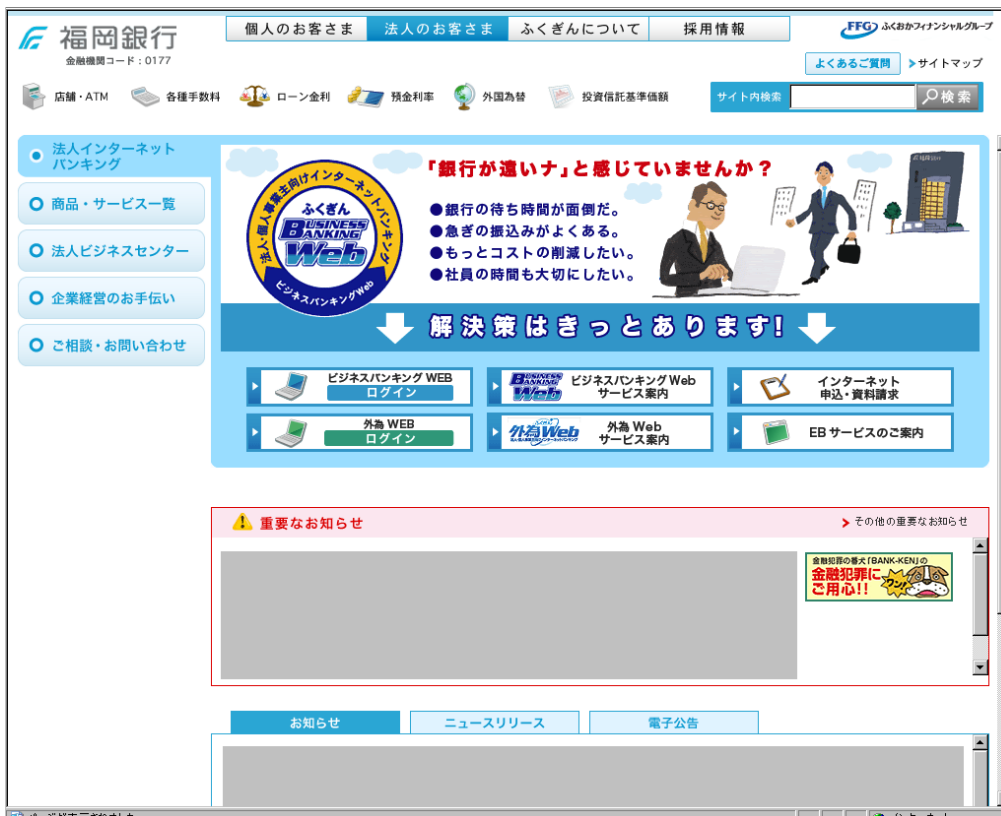 福岡銀行
金融機関コード：0177
個人のお客さま
法人のお客さま
ふくぎんについて
採用情報
FFG ふくおかフィナンシャルグループ
よくあるご質問
サイトマップ
店舗・ATM
各種手数料
ローン金利
預金利率
外国為替
投資信託基準価額
サイト内検索
検索
法人インターネット
バンキング
商品・サービス一覧
法人ビジネスセンター
企業経営のお手伝い
ご相談・お問い合わせ
法人・個人事業主向けインターネットバンキング
ふくぎん
BUSINESS
BANKING
Web
ビジネスバンキングWeb
「銀行が遠いナ」と感じていませんか？
●銀行の待ち時間が面倒だ。
●急ぎの振込みがよくある。
●もっとコストの削減したい。
●社員の時間も大切にしたい。
解決策はきっとあります!
ビジネスバンキング WEB
ログイン
BUSINESS
BANKING
Web
ビジネスバンキング Web
サービス案内
インターネット
申込・資料請求
外為 WEB
ログイン
外為Web
外為 Web
サービス案内
EB サービスのご案内
重要なお知らせ
その他の重要なお知らせ
金融犯罪の番犬「BANK-KEN」の
金融犯罪に
ご用心!!
ワン!
お知らせ
ニュースリリース
電子公告